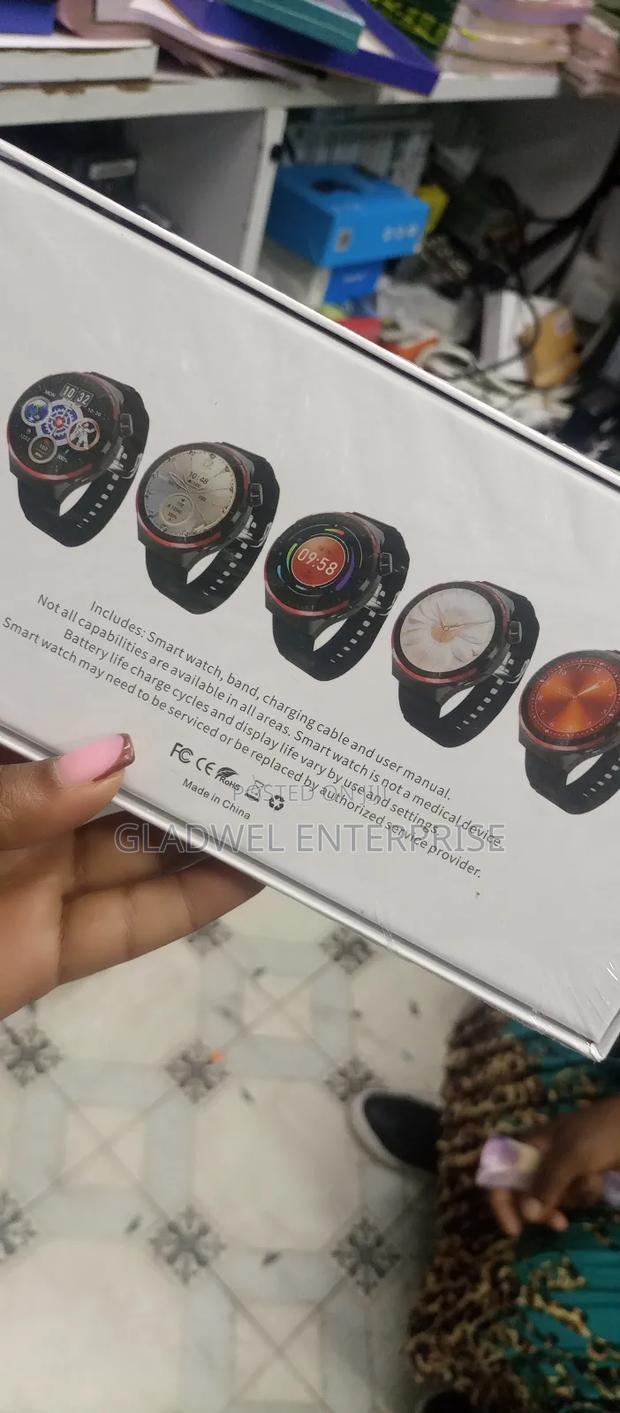 MON 10 32
10:48
09:58
Includes: Smart watch, band, charging cable and user manual.
Not all capabilities are available in all areas. Smart watch is not a medical device.
Battery life charge cycles and display life vary by use and settings.
Smart watch may need to be serviced or be replaced by authorized service provider.
FC CE RoHS
Made in China
POSTED ON JIJI
GLADWEL ENTERPRISE